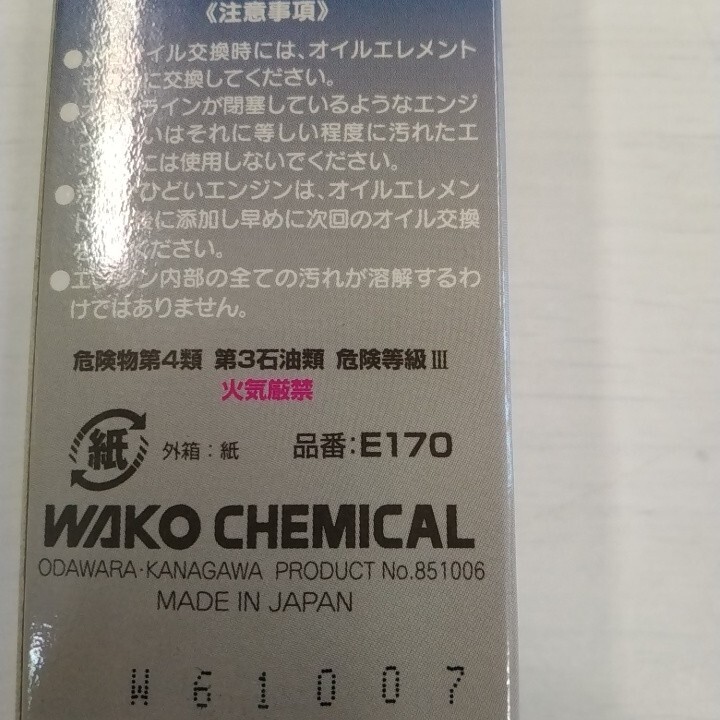 《注意事項》
イル交換時には、オイルエレメント
に交換してください。
ラインが閉塞しているようなエンジ
いはそれに等しい程度に汚れたエ
には使用しないでください。
ひどいエンジンは、オイルエレメン
後に添加し早めに次回のオイル交換
ください。
●エンジン内部の全ての汚れが溶解するわ
けではありません。
危険物第4類 第3石油類 危険等級Ⅲ
火気厳禁
紙 外箱:紙 品番:E170
WAKO CHEMICAL
ODAWARA・KANAGAWA PRODUCT No.851006
MADE IN JAPAN
W61007